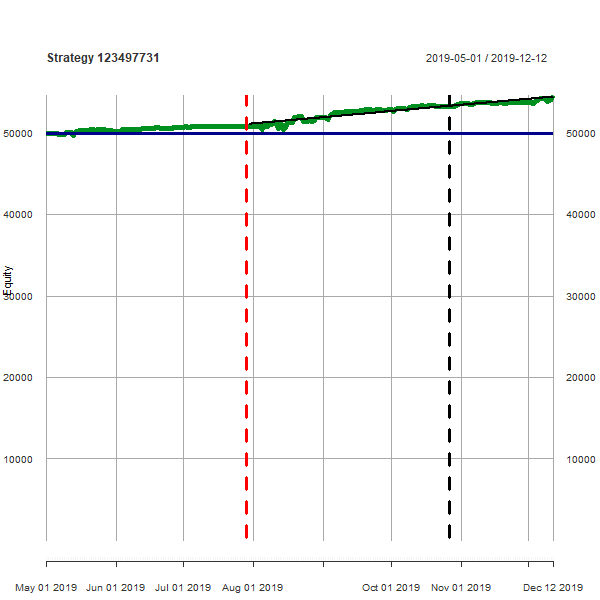 Strategy 123497731
2019-05-01 / 2019-12-12
50000 50000
40000 40000
Equity
30000 30000
20000 20000
10000 10000
May 01 2019 Jun 01 2019 Jul 01 2019 Aug 01 2019 Oct 01 2019 Nov 01 2019 Dec 12 2019